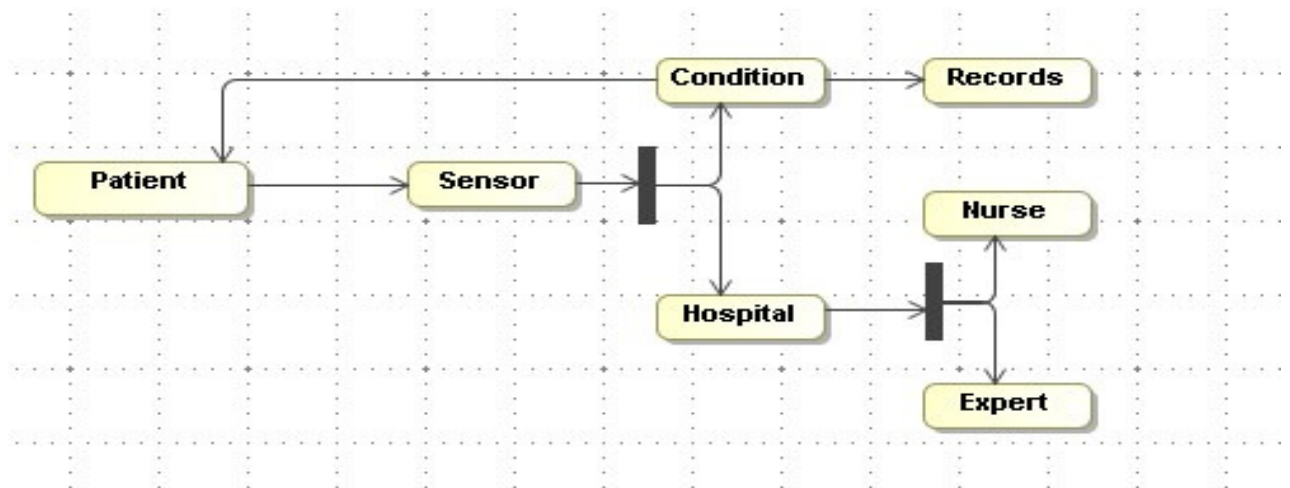 Condition
Records
Patient
Sensor
Nurse
Hospital
Expert